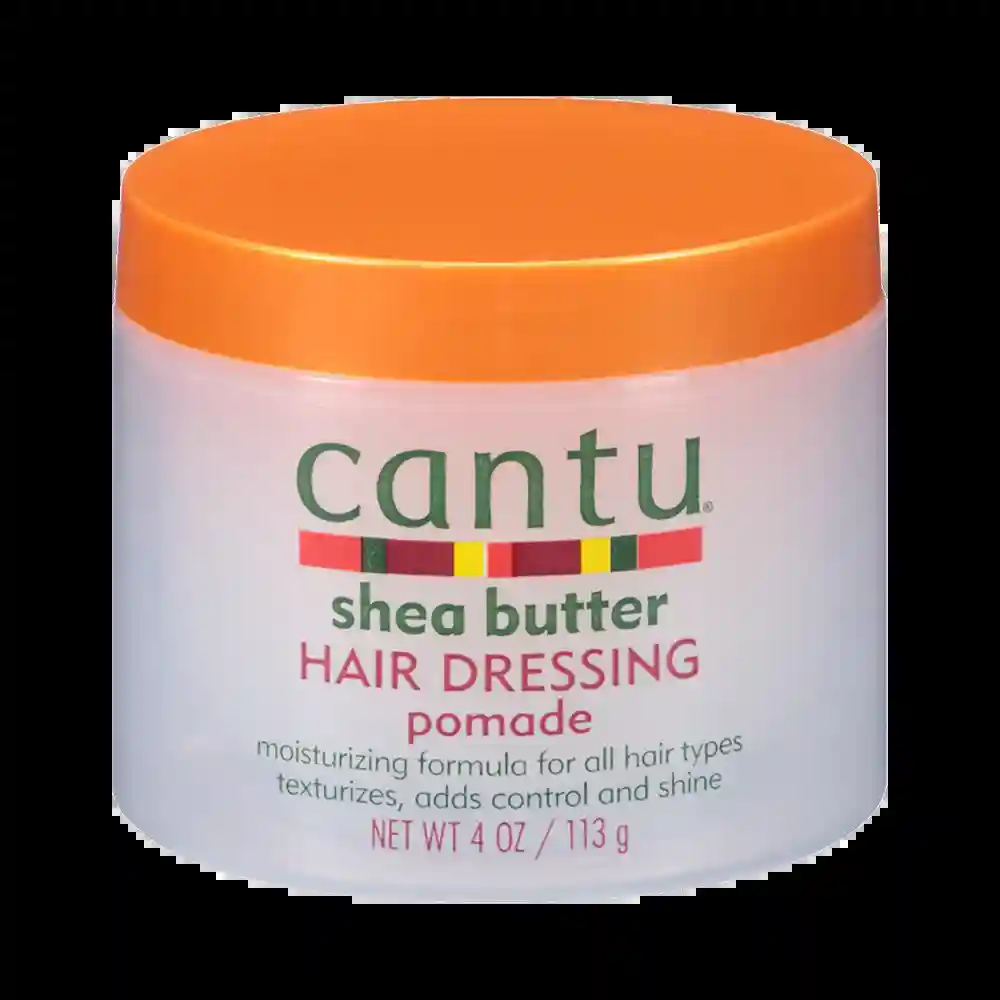 cantu®
shea butter
HAIR DRESSING
pomade
moisturizing formula for all hair types
texturizes, adds control and shine
NET WT 4 OZ / 113 g